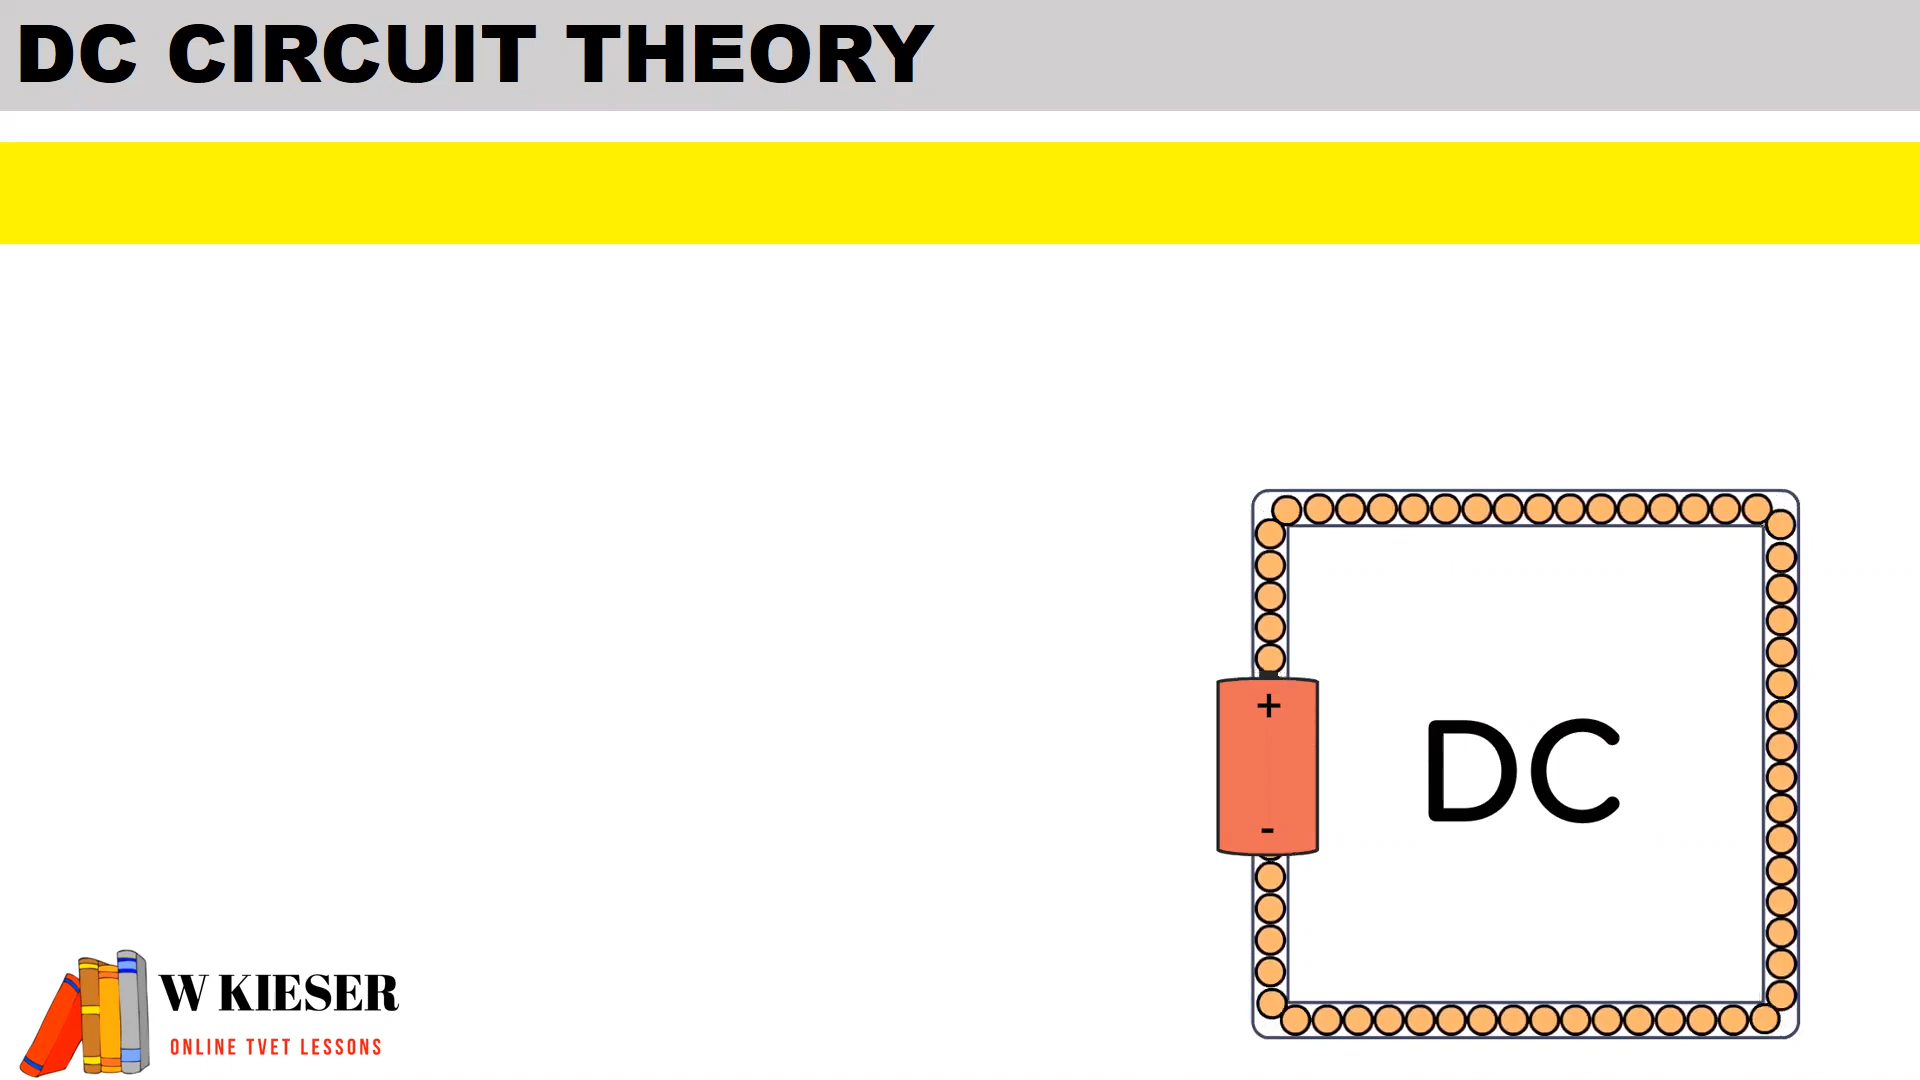 DC CIRCUIT THEORY
+
DC
-
W KIESER
ONLINE TVET LESSONS